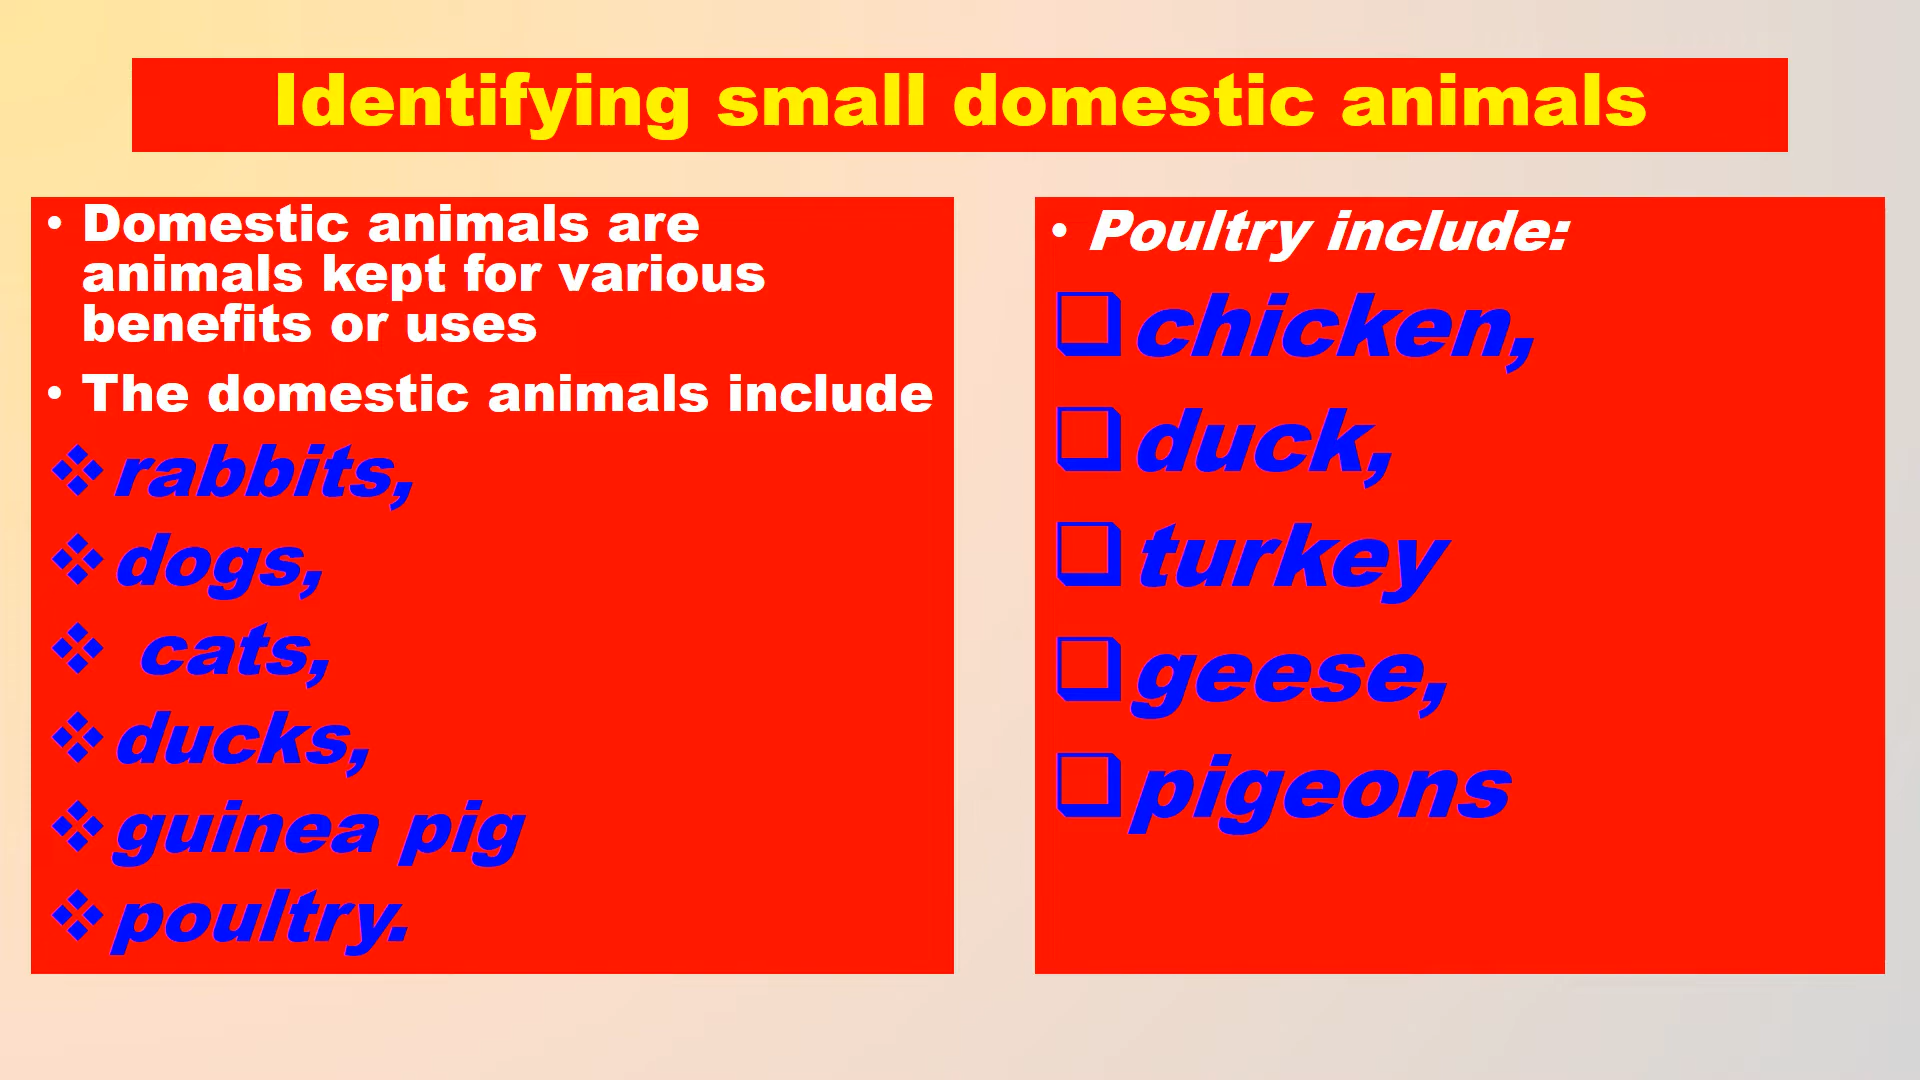 Identifying small domestic animals
• Domestic animals are
animals kept for various
benefits or uses
• The domestic animals include
❖rabbits,
❖dogs,
❖ cats,
❖ducks,
❖guinea pig
❖poultry.
• Poultry include:
❑chicken,
❑duck,
❑turkey
❑geese,
❑pigeons